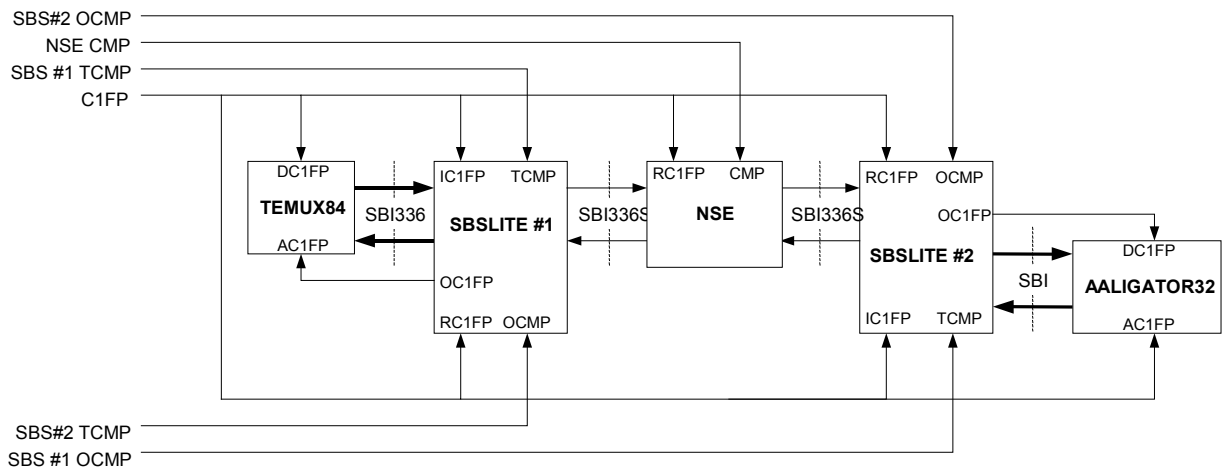 SBS#2 OCMP
NSE CMP
SBS #1 TCMP
C1FP
DC1FP
TEMUX84
AC1FP
SBI336
IC1FP TCMP
SBSLITE #1
OC1FP
RC1FP OCMP
SBI336S
RC1FP CMP
NSE
SBI336S
RC1FP OCMP
OC1FP
SBSLITE #2
IC1FP TCMP
SBI
DC1FP
AALIGATOR32
AC1FP
SBS#2 TCMP
SBS #1 OCMP